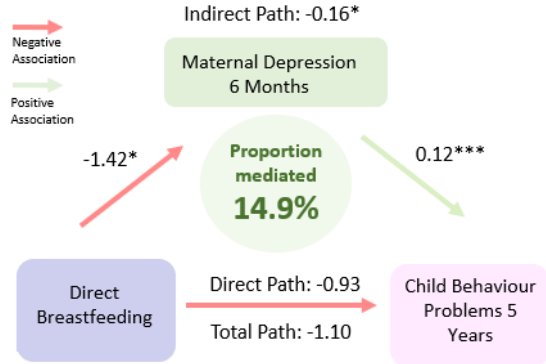 Indirect Path: -0.16*
Negative
Association
Positive
Association
Maternal Depression
6 Months
-1.42*
Proportion
mediated
14.9%
0.12***
Direct
Breastfeeding
Direct Path: -0.93
Total Path: -1.10
Child Behaviour
Problems 5
Years